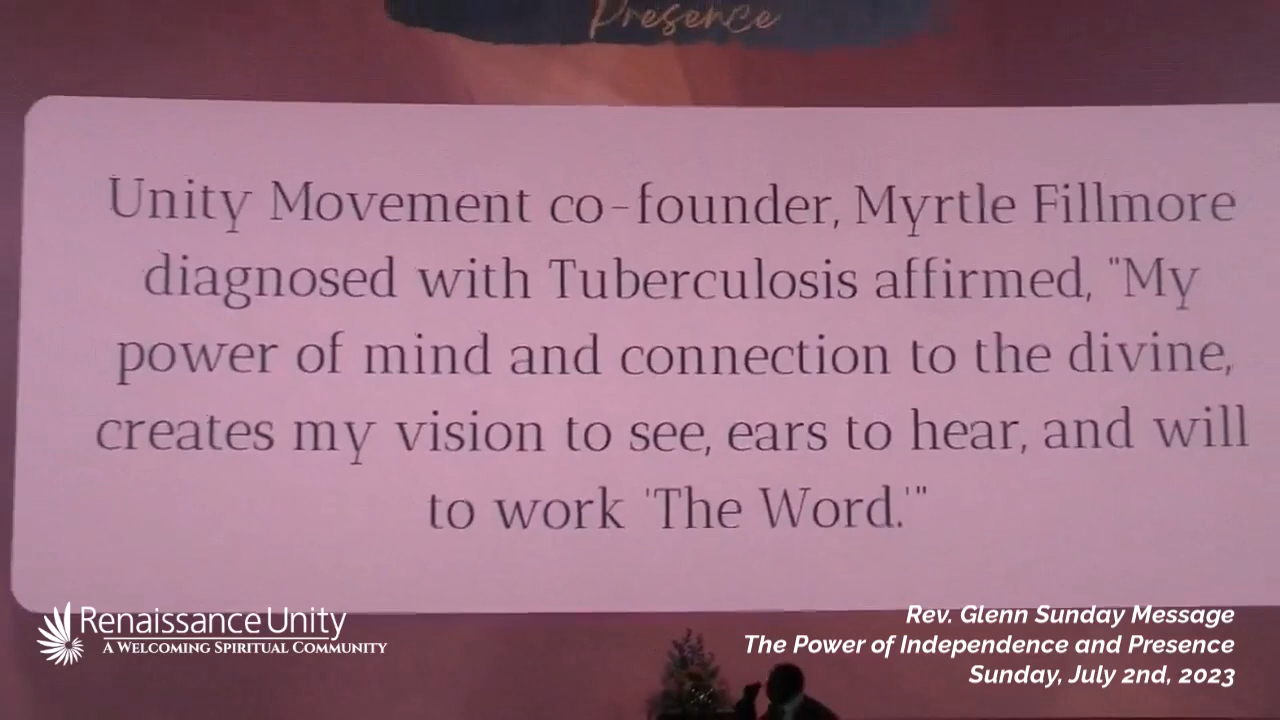 Presence
Unity Movement co-founder, Myrtle Fillmore
diagnosed with Tuberculosis affirmed, "My
power of mind and connection to the divine,
creates my vision to see, ears to hear, and will
to work 'The Word.'"
Renaissance Unity
A Welcoming Spiritual Community
Rev. Glenn Sunday Message
The Power of Independence and Presence
Sunday, July 2nd, 2023